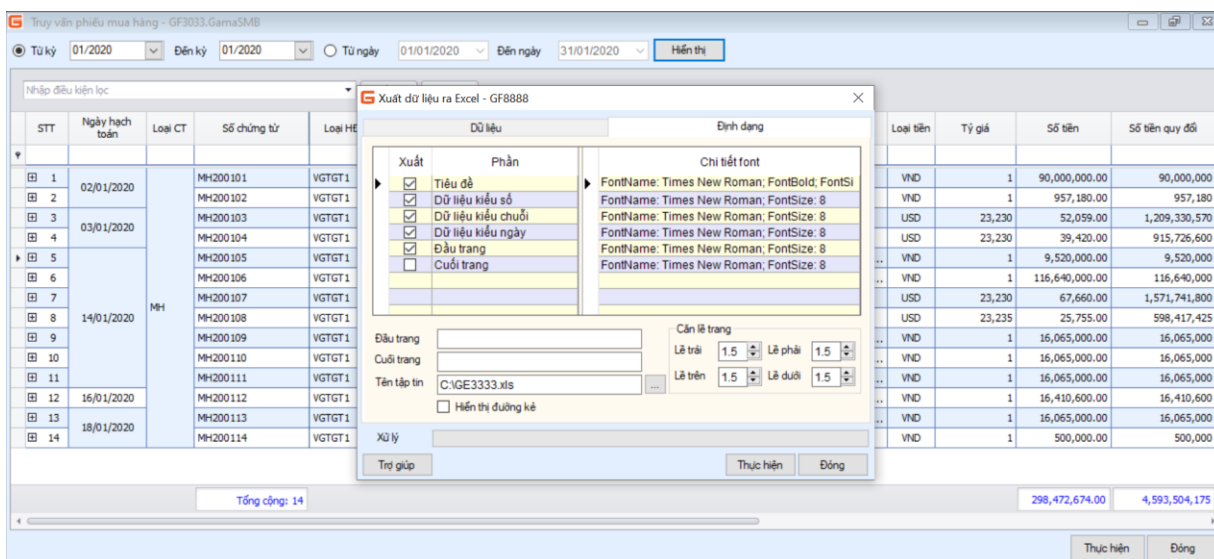 Truy vấn phiếu mua hàng - GF3033.GamaSMB
Từ kỳ 01/2020 Đến kỳ 01/2020 Từ ngày 01/01/2020 Đến ngày 31/01/2020 Hiển thị
Nhập điều kiện lọc
STT Ngày hạch toán Loại CT Số chứng từ Loại HĐ Loại tiền Tỷ giá Số tiền Số tiền quy đổi
1 02/01/2020 MH MH200101 VGTGT1 VND 1 90,000,000.00 90,000,000
2 MH200102 VGTGT1 VND 1 957,180.00 957,180
3 03/01/2020 MH200103 VGTGT1 USD 23,230 52,059.00 1,209,330,570
4 MH200104 VGTGT1 USD 23,230 39,420.00 915,726,600
5 14/01/2020 MH200105 VGTGT1 .. VND 1 9,520,000.00 9,520,000
6 MH200106 VGTGT1 .. VND 1 116,640,000.00 116,640,000
7 MH200107 VGTGT1 USD 23,230 67,660.00 1,571,741,800
8 MH200108 VGTGT1 USD 23,235 25,755.00 598,417,425
9 MH200109 VGTGT1 .. VND 1 16,065,000.00 16,065,000
10 MH200110 VGTGT1 .. VND 1 16,065,000.00 16,065,000
11 MH200111 VGTGT1 .. VND 1 16,065,000.00 16,065,000
12 16/01/2020 MH200112 VGTGT1 .. VND 1 16,410,600.00 16,410,600
13 18/01/2020 MH200113 VGTGT1 .. VND 1 16,065,000.00 16,065,000
14 MH200114 VGTGT1 VND 1 500,000.00 500,000
Tổng cộng: 14 298,472,674.00 4,593,504,175
Thực hiện Đóng
Xuất dữ liệu ra Excel - GF8888
Dữ liệu Định dạng
Xuất Phần Chi tiết font
Tiêu đề FontName: Times New Roman; FontBold; FontSi
Dữ liệu kiểu số FontName: Times New Roman; FontSize: 8
Dữ liệu kiểu chuỗi FontName: Times New Roman; FontSize: 8
Dữ liệu kiểu ngày FontName: Times New Roman; FontSize: 8
Đầu trang FontName: Times New Roman; FontSize: 8
Cuối trang FontName: Times New Roman; FontSize: 8
Đầu trang
Cuối trang
Tên tập tin C:\GE3333.xls ...
Hiển thị đường kẻ
Căn lề trang
Lề trái 1.5 Lề phải 1.5
Lề trên 1.5 Lề dưới 1.5
Xử lý
Trợ giúp Thực hiện Đóng